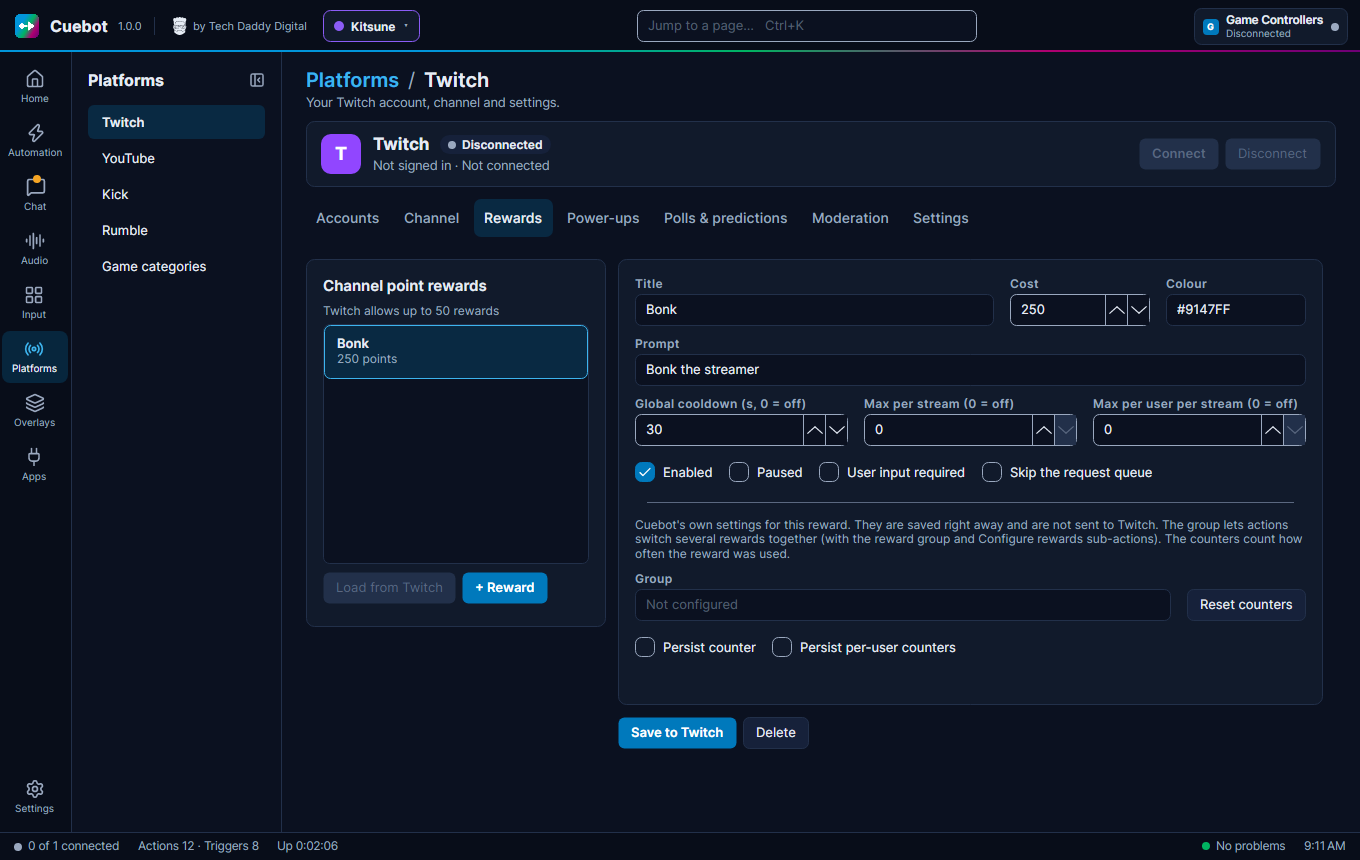 Cuebot 1.0.0 by Tech Daddy Digital Kitsune Jump to a page... Ctrl+K G Game Controllers
Disconnected
Home
Automation
Chat
Audio
Input
Platforms
Overlays
Apps
Settings
Platforms
Twitch
YouTube
Kick
Rumble
Game categories
Platforms / Twitch
Your Twitch account, channel and settings.
T
Twitch Disconnected
Not signed in · Not connected
Connect Disconnect
Accounts Channel Rewards Power-ups Polls & predictions Moderation Settings
Channel point rewards
Twitch allows up to 50 rewards
Bonk
250 points
Load from Twitch + Reward
Title Cost Colour
Bonk 250 #9147FF
Prompt
Bonk the streamer
Global cooldown (s, 0 = off) Max per stream (0 = off) Max per user per stream (0 = off)
30 0 0
Enabled Paused User input required Skip the request queue
Cuebot's own settings for this reward. They are saved right away and are not sent to Twitch. The group lets actions
switch several rewards together (with the reward group and Configure rewards sub-actions). The counters count how
often the reward was used.
Group
Not configured Reset counters
Persist counter Persist per-user counters
Save to Twitch Delete
0 of 1 connected Actions 12 · Triggers 8 Up 0:02:06 No problems 9:11 AM